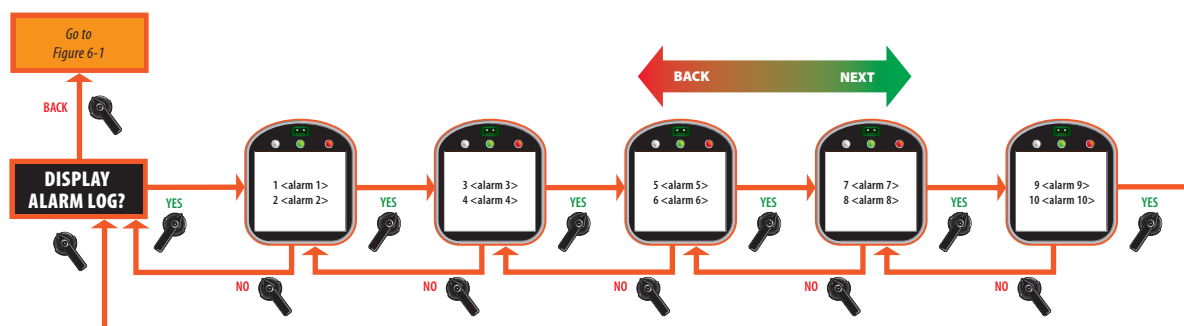 Go to
Figure 6-1
BACK
NEXT
BACK
DISPLAY
ALARM LOG?
YES
1 <alarm 1>
2 <alarm 2>
YES
3 <alarm 3>
4 <alarm 4>
YES
5 <alarm 5>
6 <alarm 6>
YES
7 <alarm 7>
8 <alarm 8>
YES
9 <alarm 9>
10 <alarm 10>
YES
NO
NO
NO
NO
NO